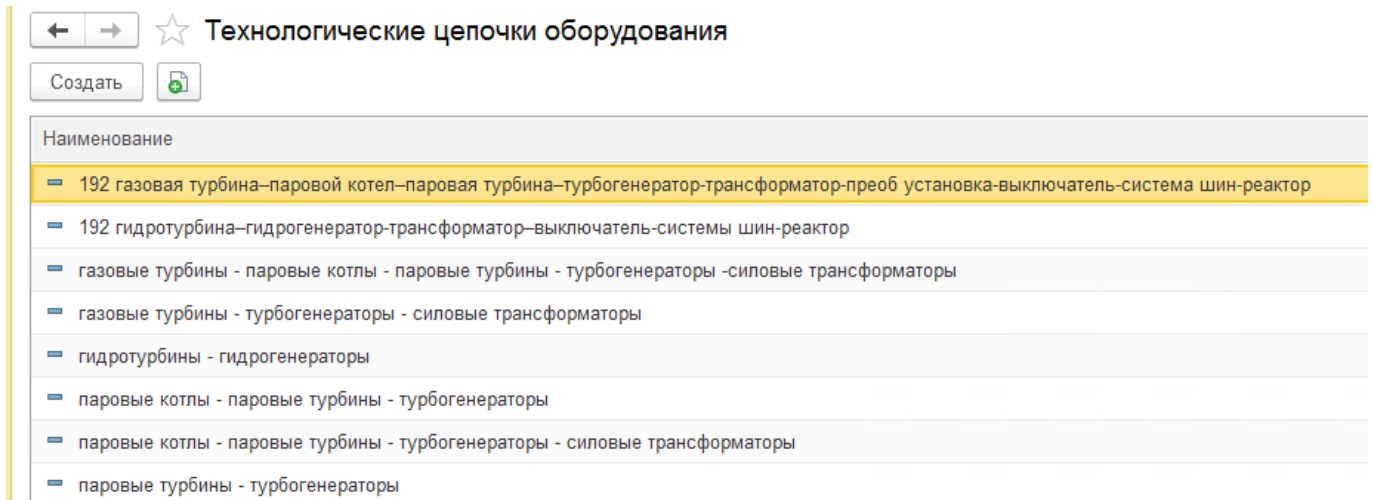 Технологические цепочки оборудования
Создать
Наименование
192 газовая турбина–паровой котел–паровая турбина–турбогенератор-трансформатор-преоб установка-выключатель-система шин-реактор
192 гидротурбина–гидрогенератор-трансформатор–выключатель-системы шин-реактор
газовые турбины - паровые котлы - паровые турбины - турбогенераторы -силовые трансформаторы
газовые турбины - турбогенераторы - силовые трансформаторы
гидротурбины - гидрогенераторы
паровые котлы - паровые турбины - турбогенераторы
паровые котлы - паровые турбины - турбогенераторы - силовые трансформаторы
паровые турбины - турбогенераторы